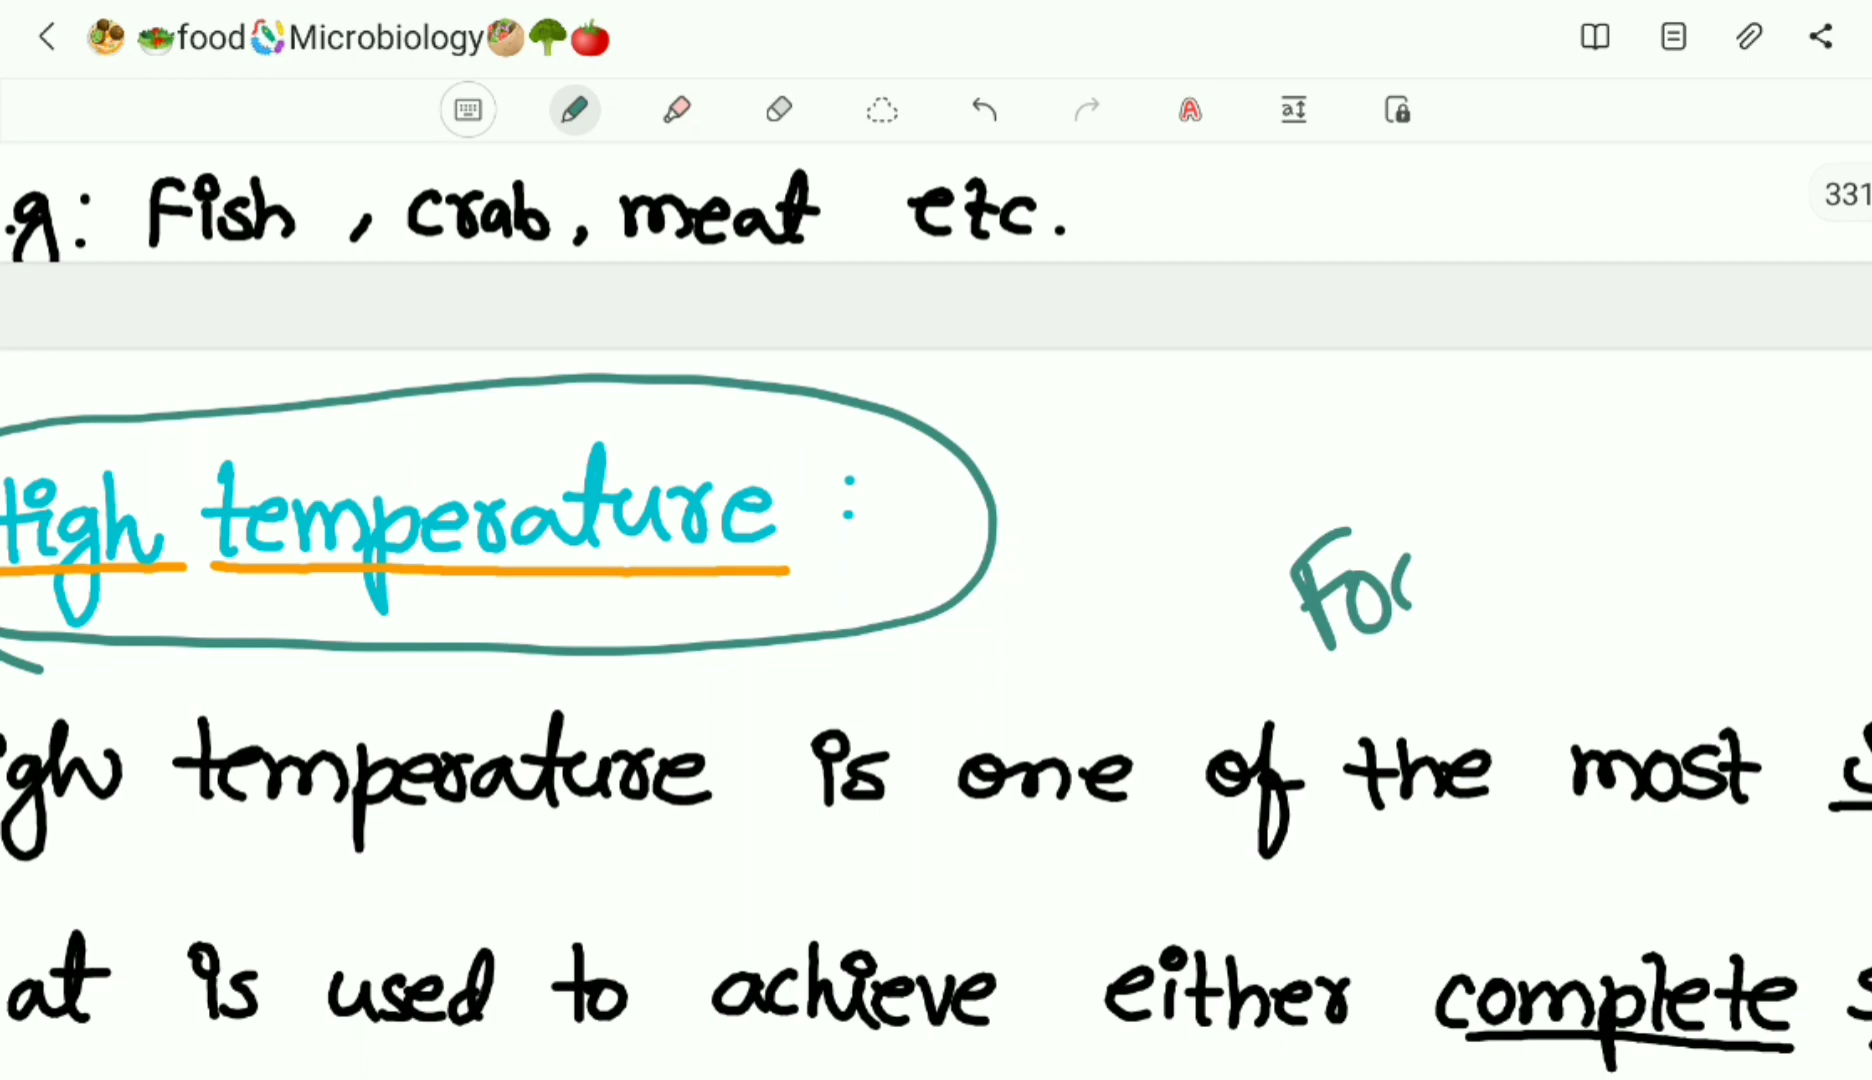 food Microbiology
.g: Fish, crab, meat etc.
331
High temperature :
Foo
gh temperature is one of the most
at is used to achieve either complete